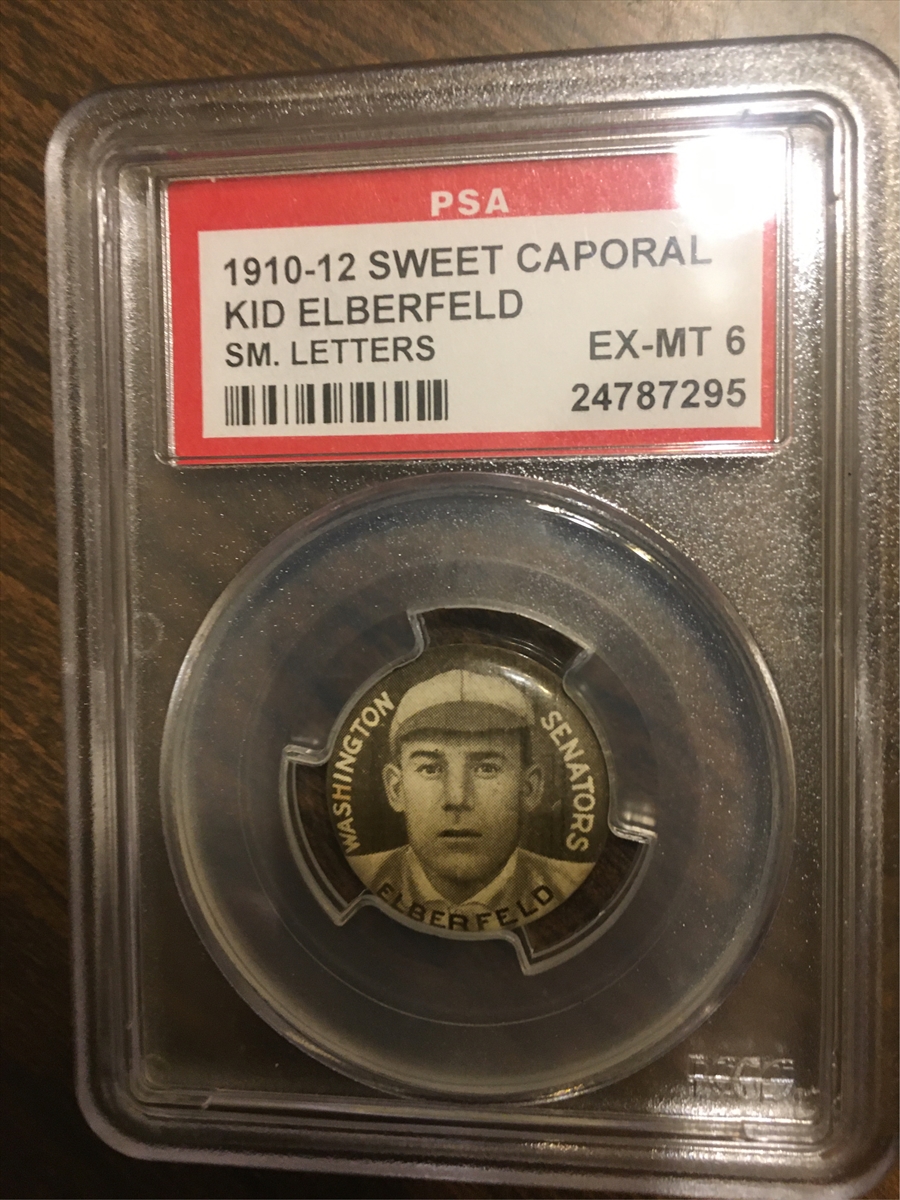 PSA
1910-12 SWEET CAPORAL
KID ELBERFELD
SM. LETTERS
EX-MT 6
24787295
WASHINGTON
SENATORS
ELBERFELD